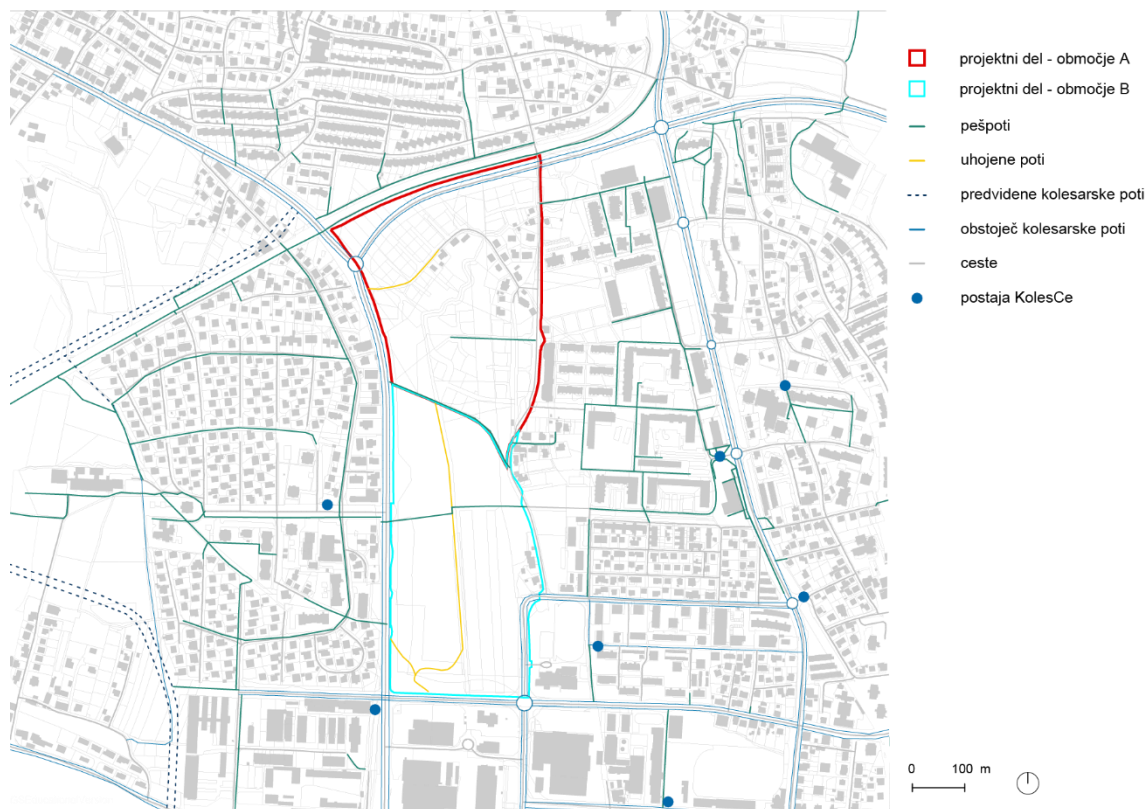 projektni del - območje A
projektni del - območje B
pešpoti
uhojene poti
predvidene kolesarske poti
obstoječ kolesarske poti
ceste
postaja KolesCe
0 100 m